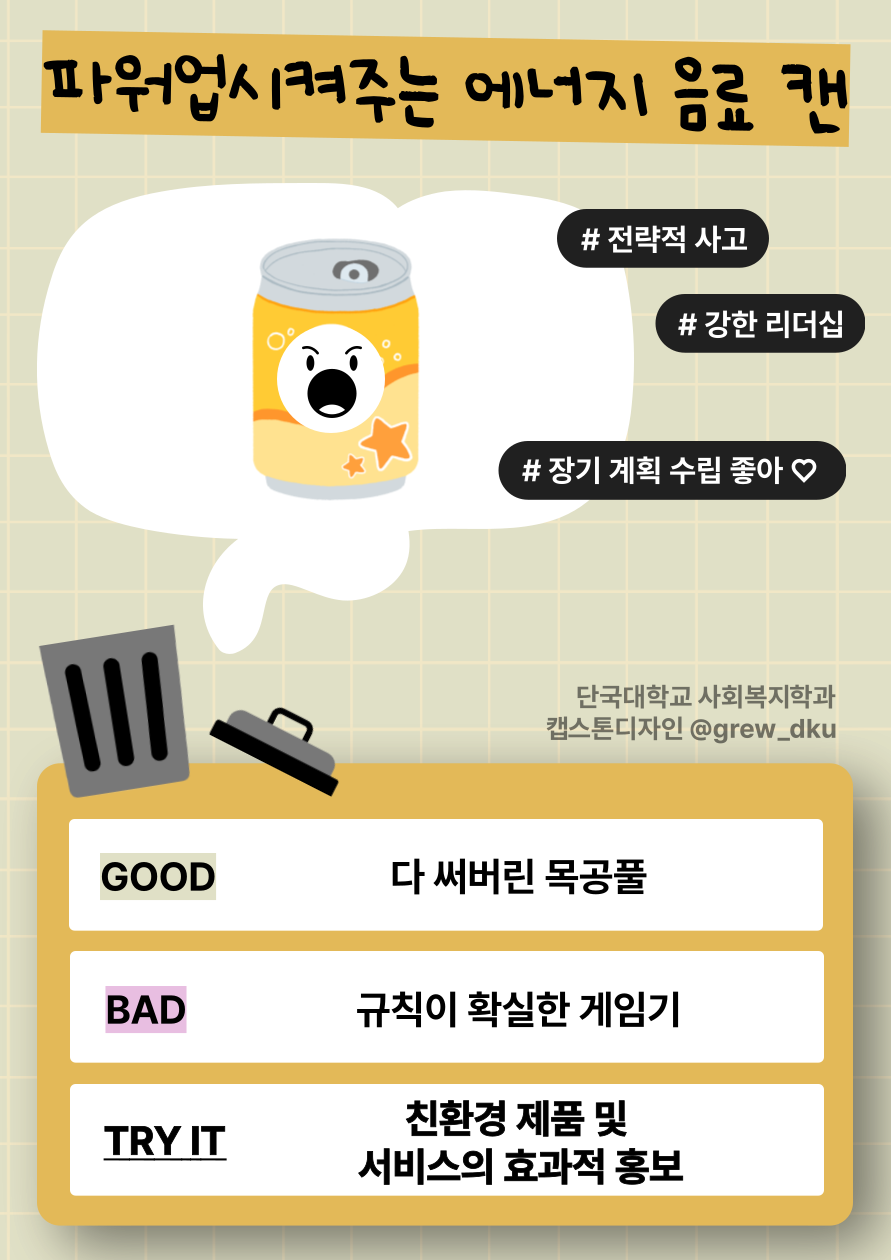 파워업시켜주는 에너지 음료 캔
# 전략적 사고
# 강한 리더십
# 장기 계획 수립 좋아 ♡
단국대학교 사회복지학과
캡스톤디자인 @grew_dku
GOOD
다 써버린 목공풀
BAD
규칙이 확실한 게임기
TRY IT
친환경 제품 및
서비스의 효과적 홍보